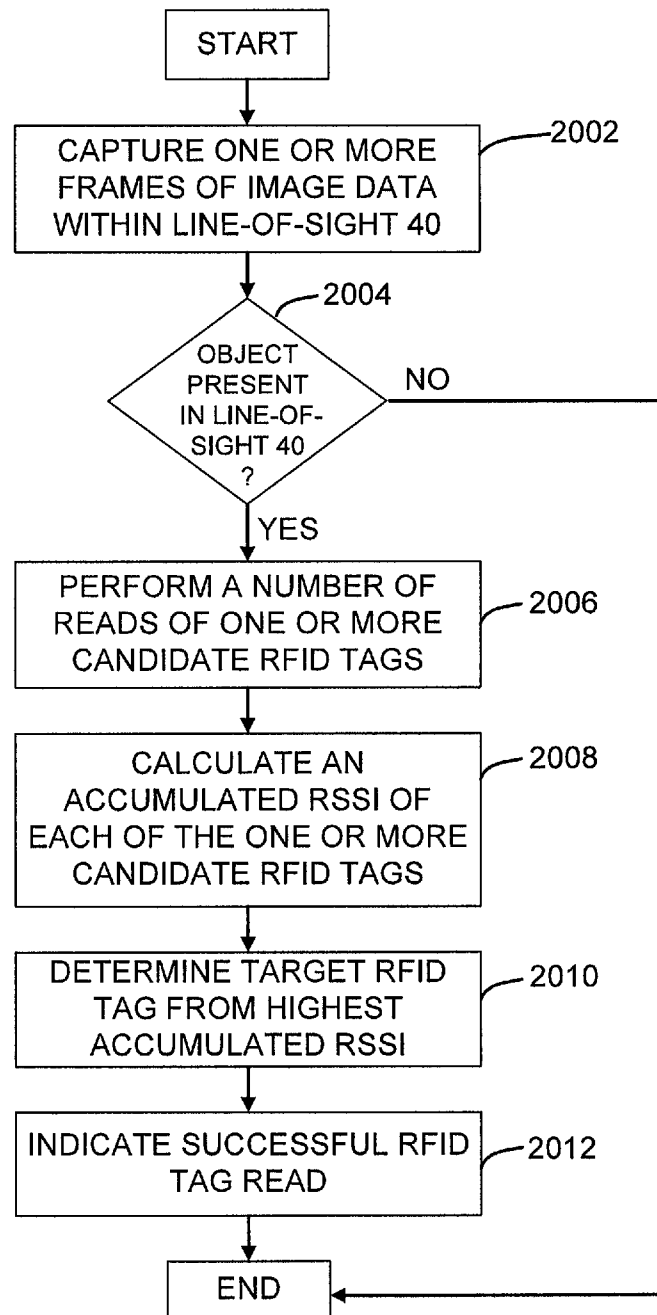 START
CAPTURE ONE OR MORE
FRAMES OF IMAGE DATA
WITHIN LINE-OF-SIGHT 40
2002
2004
OBJECT
PRESENT
IN LINE-OF-
SIGHT 40
?
NO
YES
PERFORM A NUMBER OF
READS OF ONE OR MORE
CANDIDATE RFID TAGS
2006
CALCULATE AN
ACCUMULATED RSSI OF
EACH OF THE ONE OR MORE
CANDIDATE RFID TAGS
2008
DETERMINE TARGET RFID
TAG FROM HIGHEST
ACCUMULATED RSSI
2010
INDICATE SUCCESSFUL RFID
TAG READ
2012
END